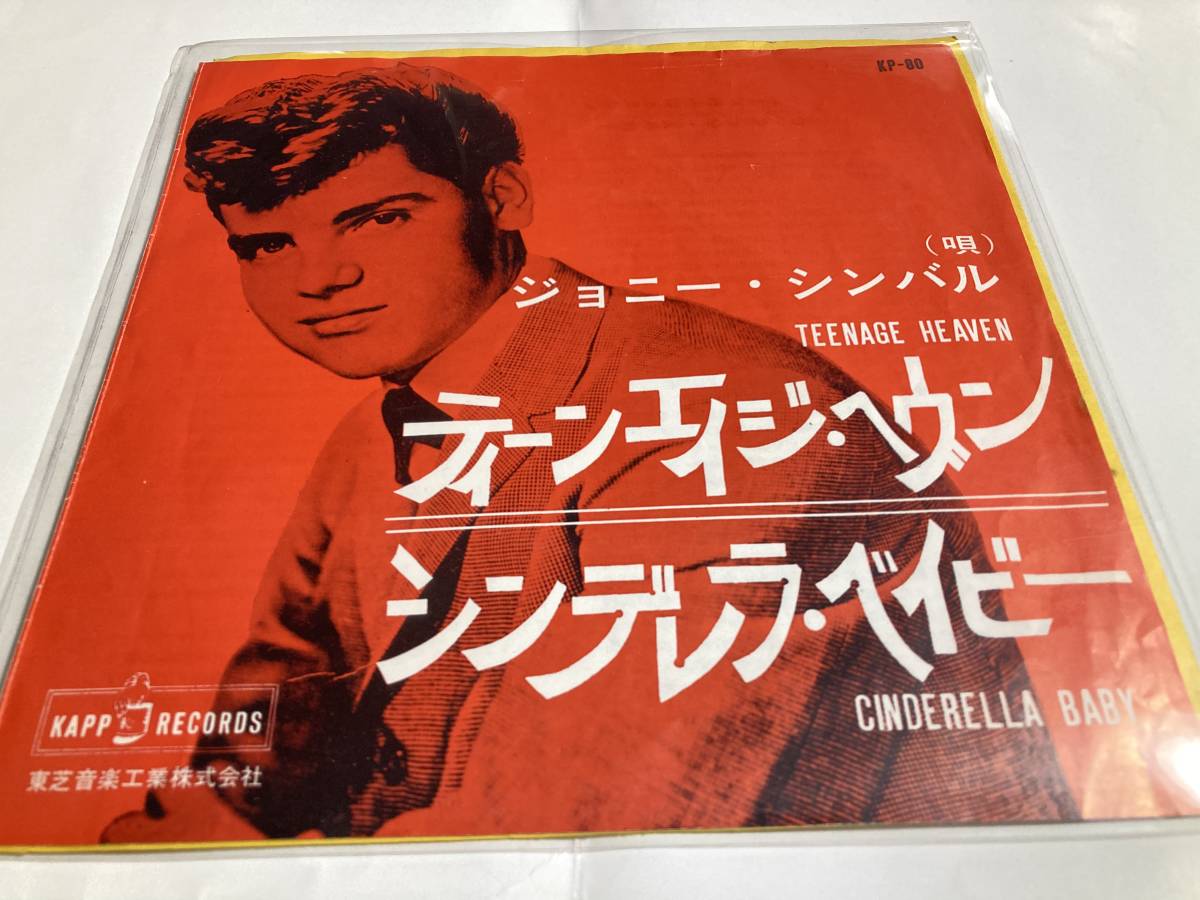 KP-80
(唄)
ジョニー・シンバル
TEENAGE HEAVEN
ティーンエイジ・ヘヴン
シンデレラ・ベイビー
CINDERELLA BABY
KAPP RECORDS
東芝音楽工業株式会社